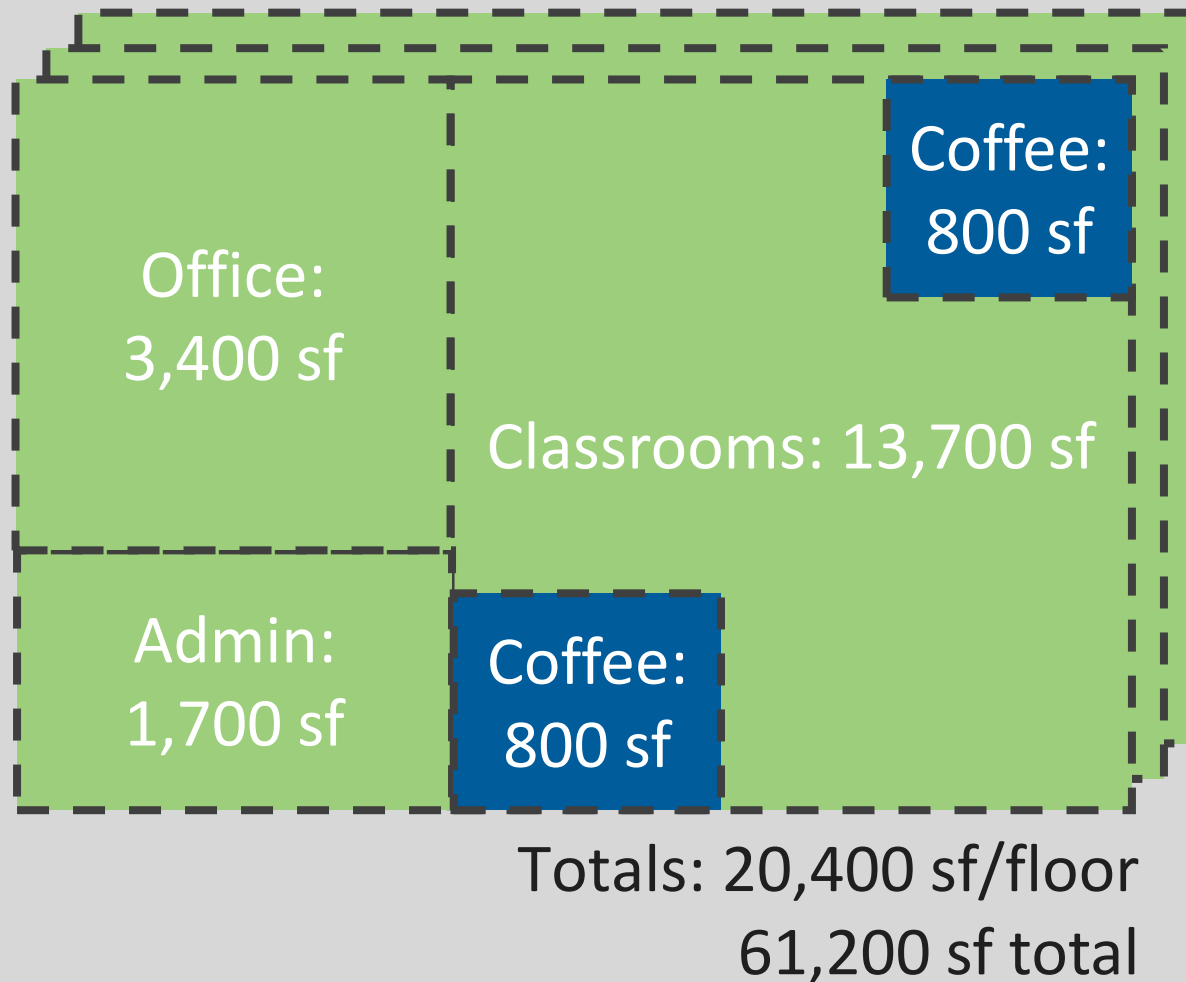 Coffee:
800 sf
Office:
3,400 sf
Classrooms: 13,700 sf
Admin:
1,700 sf
Coffee:
800 sf
Totals: 20,400 sf/floor
61,200 sf total